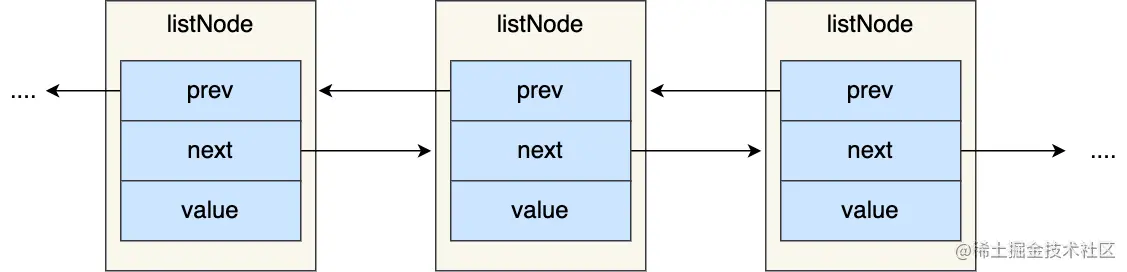 listNode listNode listNode
prev prev prev
.... next next next ....
value value value
@稀土掘金技术社区